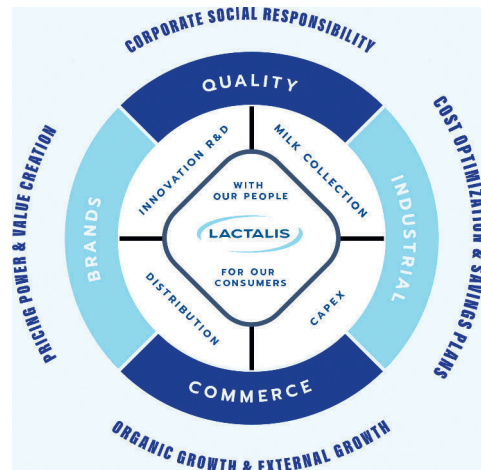 CORPORATE SOCIAL RESPONSIBILITY
QUALITY
INNOVATION R&D
MILK COLLECTION
PRICING POWER & VALUE CREATION
BRANDS
WITH
OUR PEOPLE
LACTALIS
FOR OUR
CONSUMERS
INDUSTRIAL
COST OPTIMIZATION & SAVINGS PLANS
DISTRIBUTION
CAPEX
COMMERCE
ORGANIC GROWTH & EXTERNAL GROWTH